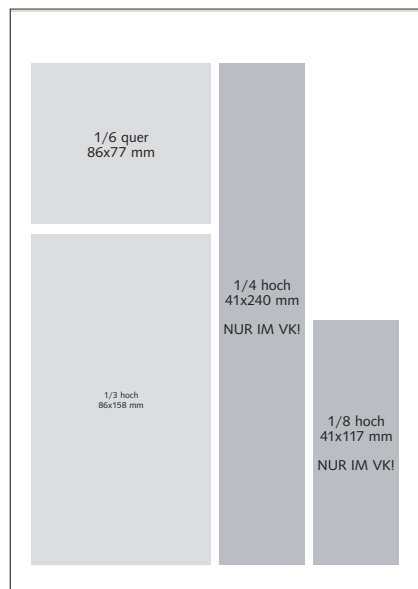 1/6 quer
86x77 mm
1/3 hoch
86x158 mm
1/4 hoch
41x240 mm
NUR IM VK!
1/8 hoch
41x117 mm
NUR IM VK!